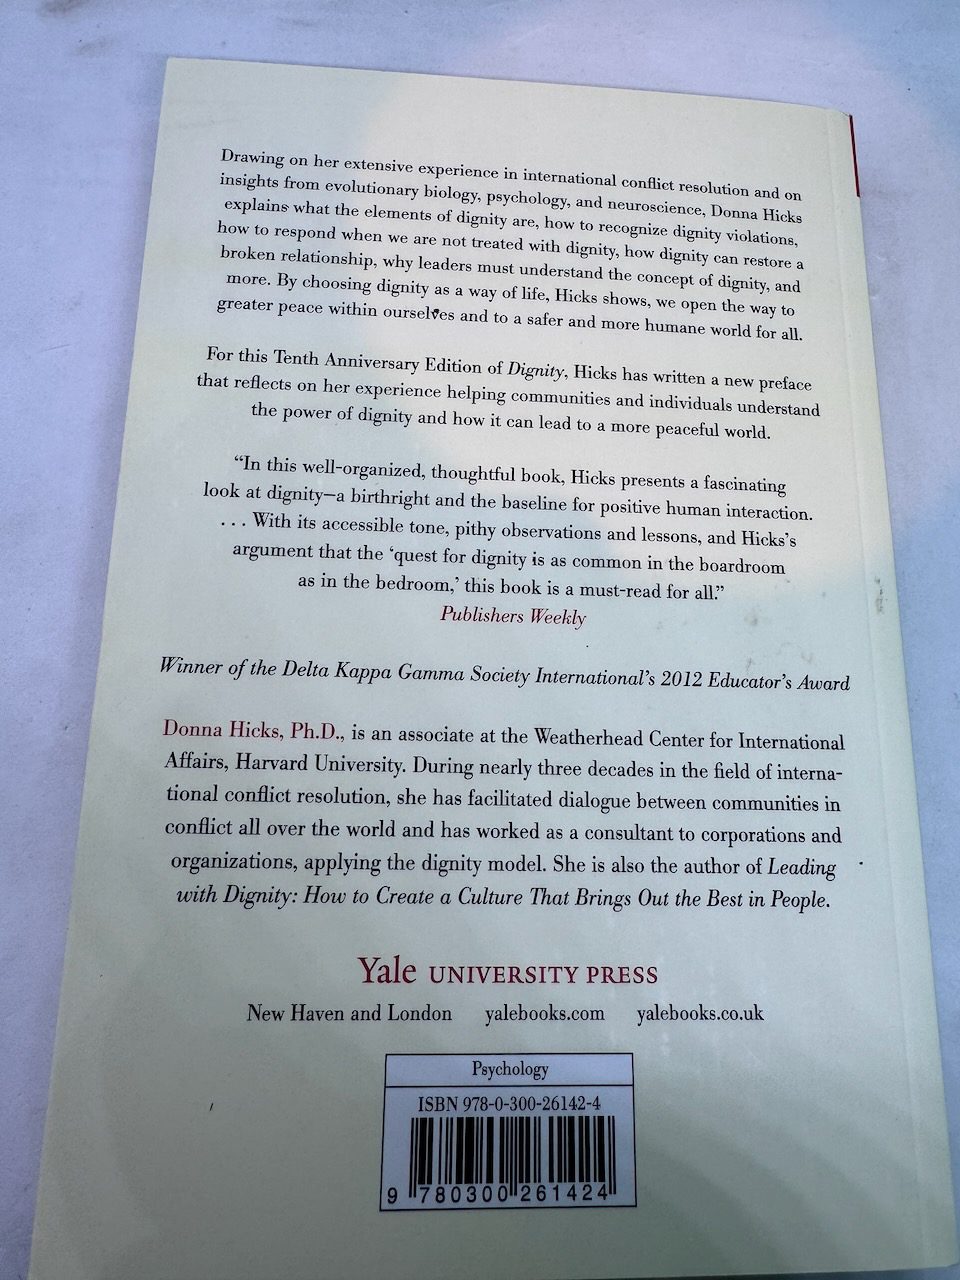 Drawing on her extensive experience in international conflict resolution and on
insights from evolutionary biology, psychology, and neuroscience, Donna Hicks
explains what the elements of dignity are, how to recognize dignity violations,
how to respond when we are not treated with dignity, how dignity can restore a
broken relationship, why leaders must understand the concept of dignity, and
more. By choosing dignity as a way of life, Hicks shows, we open the way to
greater peace within ourselves and to a safer and more humane world for all.
For this Tenth Anniversary Edition of Dignity, Hicks has written a new preface
that reflects on her experience helping communities and individuals understand
the power of dignity and how it can lead to a more peaceful world.
“In this well-organized, thoughtful book, Hicks presents a fascinating
look at dignity—a birthright and the baseline for positive human interaction.
. . . With its accessible tone, pithy observations and lessons, and Hicks’s
argument that the ‘quest for dignity is as common in the boardroom
as in the bedroom,’ this book is a must-read for all.”
Publishers Weekly
Winner of the Delta Kappa Gamma Society International’s 2012 Educator’s Award
Donna Hicks, Ph.D., is an associate at the Weatherhead Center for International
Affairs, Harvard University. During nearly three decades in the field of interna-
tional conflict resolution, she has facilitated dialogue between communities in
conflict all over the world and has worked as a consultant to corporations and
organizations, applying the dignity model. She is also the author of Leading
with Dignity: How to Create a Culture That Brings Out the Best in People.
Yale UNIVERSITY PRESS
New Haven and London yalebooks.com yalebooks.co.uk
Psychology
ISBN 978-0-300-26142-4
9 780300 261424